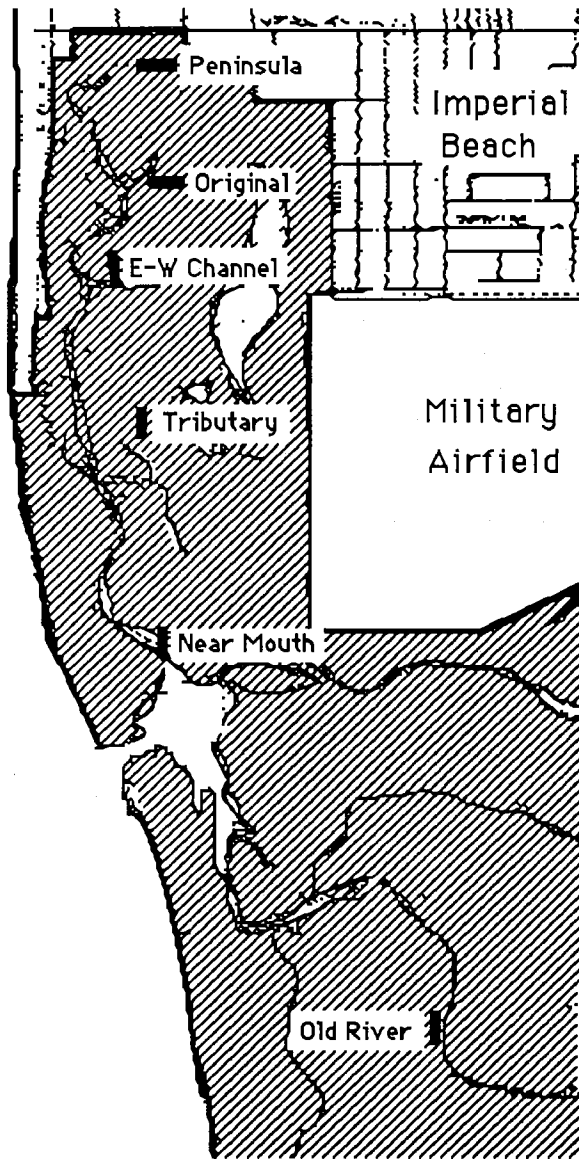 Peninsula
Imperial
Beach
Original
E-W Channel
Military
Airfield
Tributary
Near Mouth
Old River